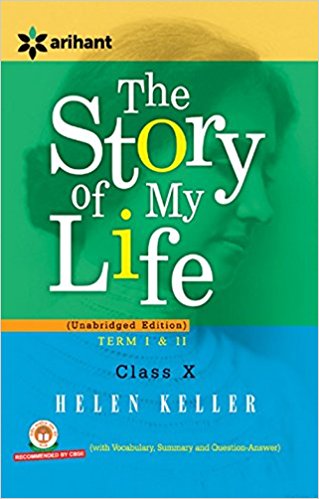 arihant
The
Story
of My
Life
(Unabridged Edition)
TERM I & II
Class X
HELEN KELLER
RECOMMENDED BY CBSE
(with Vocabulary, Summary and Question-Answer)